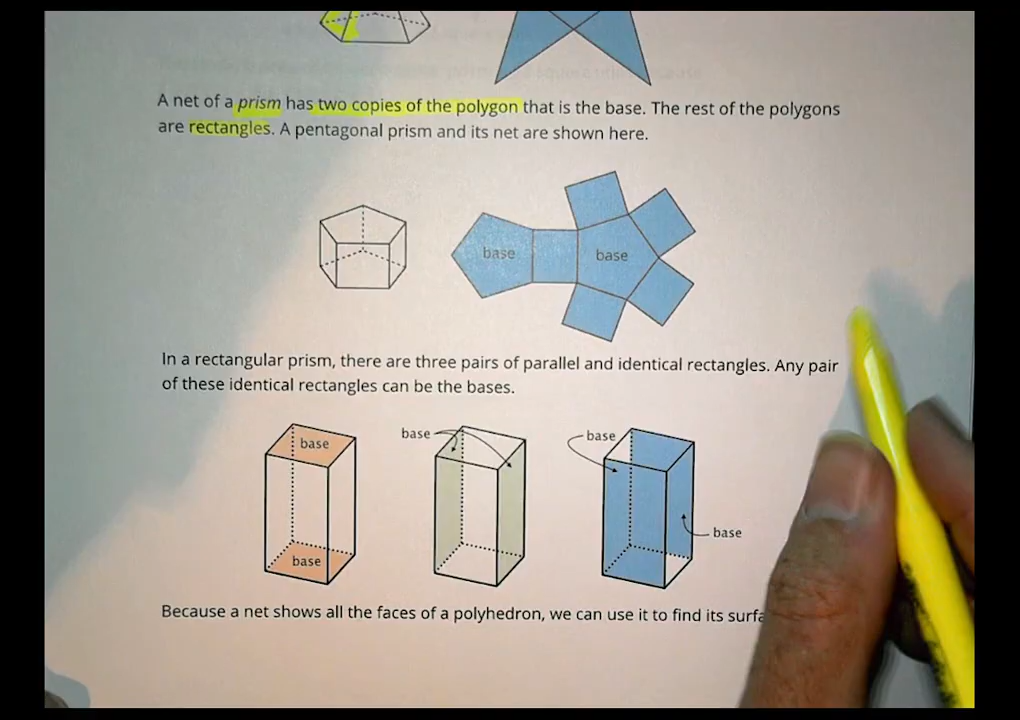 A net of a prism has two copies of the polygon that is the base. The rest of the polygons
are rectangles. A pentagonal prism and its net are shown here.
base
base
In a rectangular prism, there are three pairs of parallel and identical rectangles. Any pair
of these identical rectangles can be the bases.
base
base
base
base
base
Because a net shows all the faces of a polyhedron, we can use it to find its